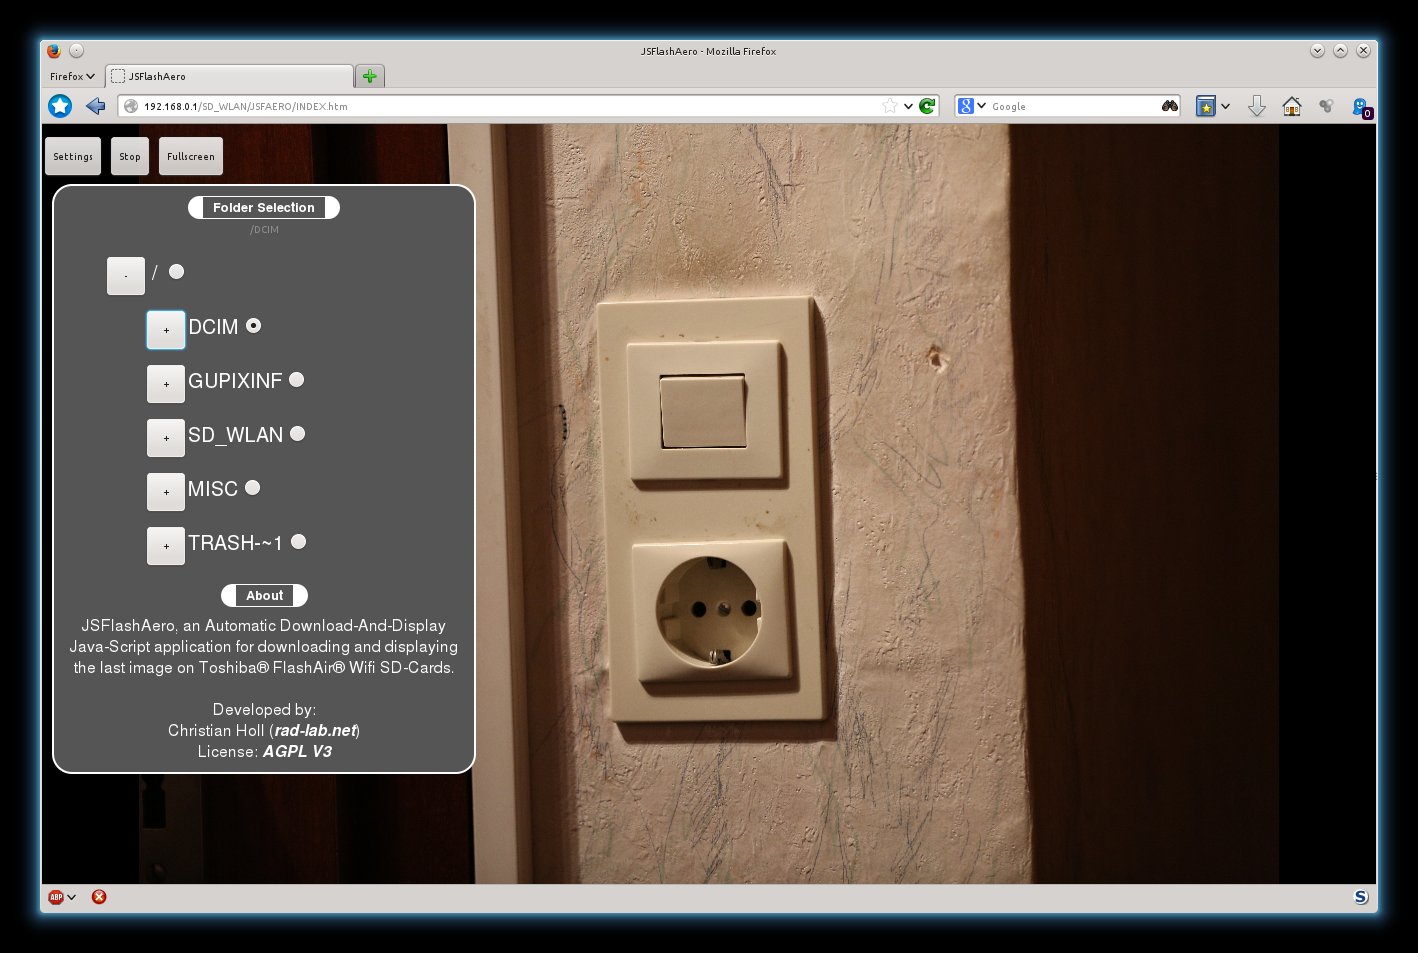 JSFlashAero - Mozilla Firefox
Firefox
JSFlashAero
192.168.0.1/SD_WLAN/JSFAERO/INDEX.htm
8 Google
0
Settings Stop Fullscreen
Folder Selection
/DCIM
- /
+ DCIM
+ GUPIXINF
+ SD_WLAN
+ MISC
+ TRASH-~1
About
JSFlashAero, an Automatic Download-And-Display
Java-Script application for downloading and displaying
the last image on Toshiba® FlashAir® Wifi SD-Cards.
Developed by:
Christian Holl (rad-lab.net)
License: AGPL V3
ABP
S